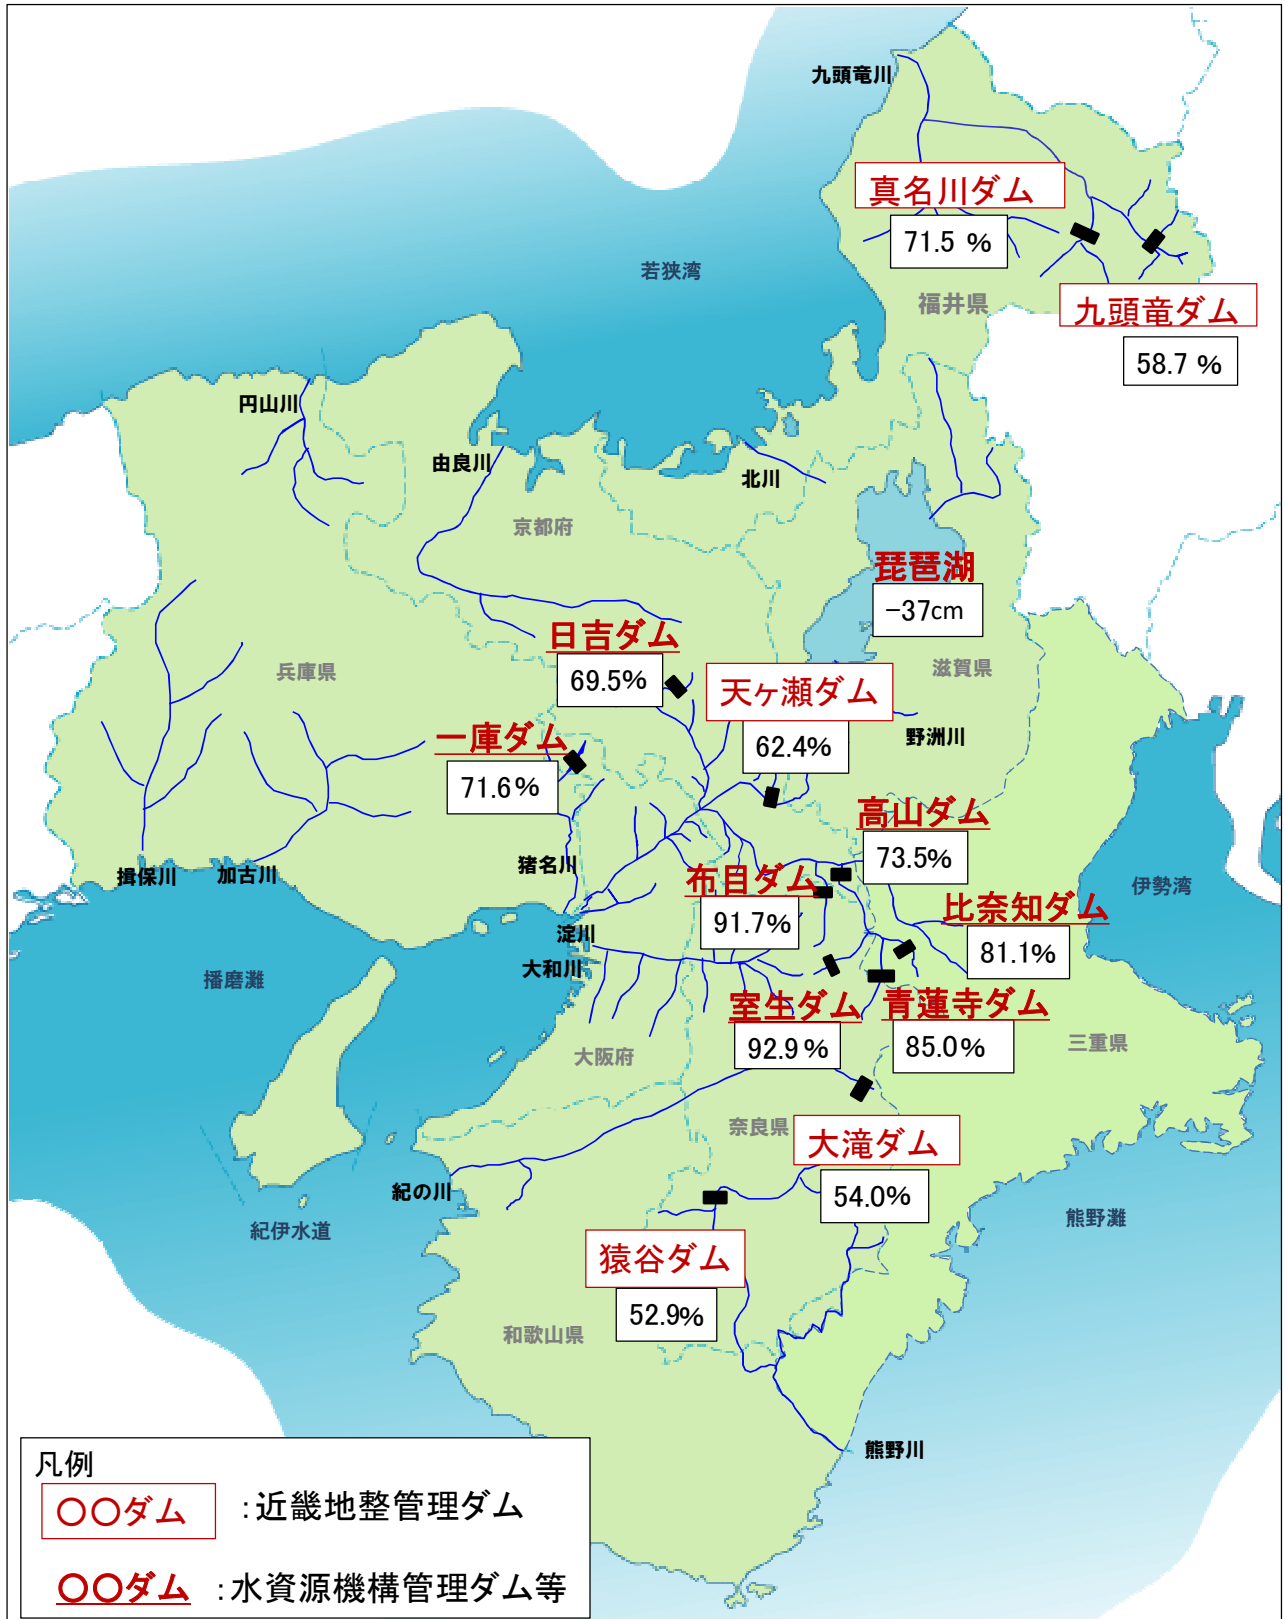 九頭竜川
真名川ダム
71.5 %
若狭湾
福井県
九頭竜ダム
58.7 %
円山川
由良川
北川
京都府
琵琶湖
-37cm
日吉ダム
69.5%
兵庫県
滋賀県
天ヶ瀬ダム
62.4%
野洲川
一庫ダム
71.6%
高山ダム
73.5%
猪名川
揖保川
加古川
布目ダム
91.7%
伊勢湾
比奈知ダム
81.1%
淀川
大和川
播磨灘
室生ダム
92.9%
青蓮寺ダム
85.0%
大阪府
三重県
奈良県
大滝ダム
54.0%
紀の川
紀伊水道
熊野灘
猿谷ダム
52.9%
和歌山県
熊野川
凡例
〇〇ダム :近畿地整管理ダム
〇〇ダム :水資源機構管理ダム等